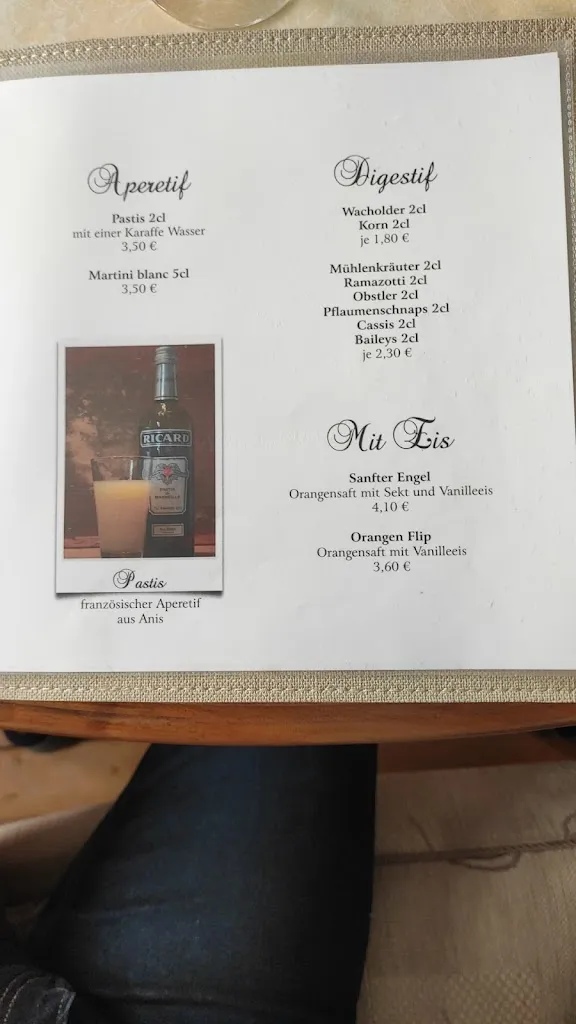 Aperetif
Pastis 2cl
mit einer Karaffe Wasser
3,50 €
Martini blanc 5cl
3,50 €
RICARD
Pastis
französischer Aperetif
aus Anis
Digestif
Wacholder 2cl
Korn 2cl
je 1,80 €
Mühlenkräuter 2cl
Ramazotti 2cl
Obstler 2cl
Pflaumenschnaps 2cl
Cassis 2cl
Baileys 2cl
je 2,30 €
Mit Eis
Sanfter Engel
Orangensaft mit Sekt und Vanilleeis
4,10 €
Orangen Flip
Orangensaft mit Vanilleeis
3,60 €